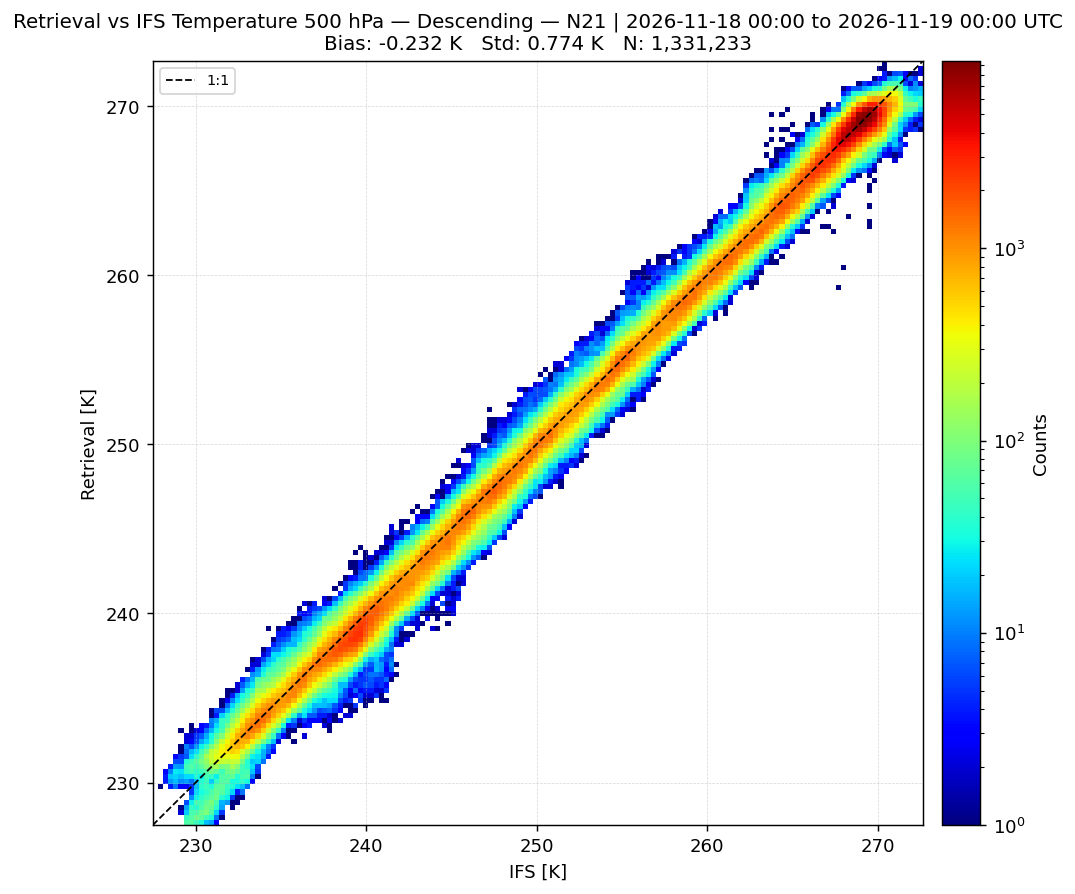 Retrieval vs IFS Temperature 500 hPa — Descending — N21 | 2026-11-18 00:00 to 2026-11-19 00:00 UTC
Bias: -0.232 K   Std: 0.774 K   N: 1,331,233
1:1
270
260
250
240
230
Retrieval [K]
230 240 250 260 270
IFS [K]
10³
10²
10¹
10⁰
Counts